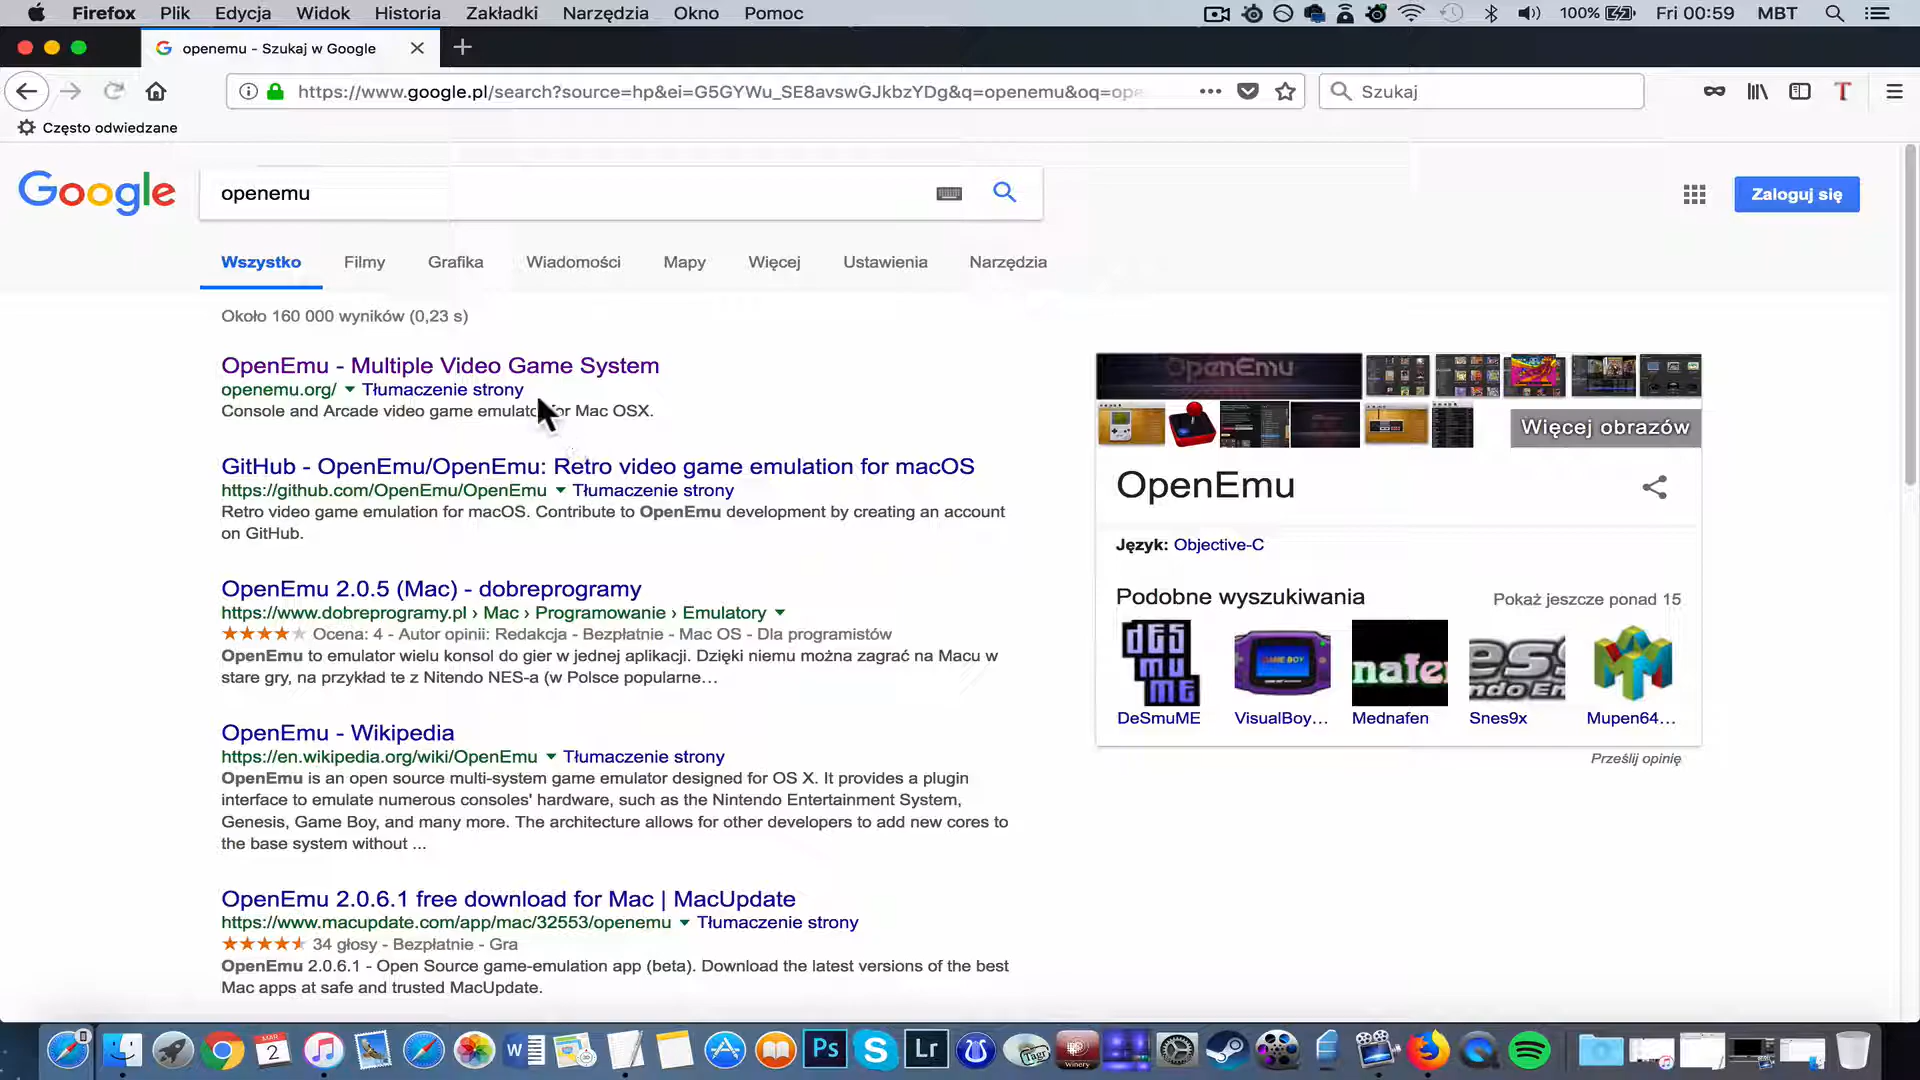 Firefox Plik Edycja Widok Historia Zakładki Narzędzia Okno Pomoc 100% Fri 00:59 MBT
openemu - Szukaj w Google
https://www.google.pl/search?source=hp&ei=G5GYWu_SE8avswGJkbzYDg&q=openemu&oq=ope
Szukaj
Często odwiedzane
Google
openemu
Zaloguj się
Wszystko Filmy Grafika Wiadomości Mapy Więcej Ustawienia Narzędzia
Około 160 000 wyników (0,23 s)
OpenEmu - Multiple Video Game System
openemu.org/ Tłumaczenie strony
Console and Arcade video game emulator for Mac OSX.
GitHub - OpenEmu/OpenEmu: Retro video game emulation for macOS
https://github.com/OpenEmu/OpenEmu Tłumaczenie strony
Retro video game emulation for macOS. Contribute to OpenEmu development by creating an account
on GitHub.
OpenEmu 2.0.5 (Mac) - dobreprogramy
https://www.dobreprogramy.pl › Mac › Programowanie › Emulatory
Ocena: 4 - Autor opinii: Redakcja - Bezpłatnie - Mac OS - Dla programistów
OpenEmu to emulator wielu konsol do gier w jednej aplikacji. Dzięki niemu można zagrać na Macu w
stare gry, na przykład te z Nitendo NES-a (w Polsce popularne…
OpenEmu - Wikipedia
https://en.wikipedia.org/wiki/OpenEmu Tłumaczenie strony
OpenEmu is an open source multi-system game emulator designed for OS X. It provides a plugin
interface to emulate numerous consoles' hardware, such as the Nintendo Entertainment System,
Genesis, Game Boy, and many more. The architecture allows for other developers to add new cores to
the base system without ...
OpenEmu 2.0.6.1 free download for Mac | MacUpdate
https://www.macupdate.com/app/mac/32553/openemu Tłumaczenie strony
34 głosy - Bezpłatnie - Gra
OpenEmu 2.0.6.1 - Open Source game-emulation app (beta). Download the latest versions of the best
Mac apps at safe and trusted MacUpdate.
OpenEmu
Więcej obrazów
OpenEmu
Język: Objective-C
Podobne wyszukiwania Pokaż jeszcze ponad 15
DESMUME
GAME BOY
nafe
es
ndo En
DeSmuME VisualBoy... Mednafen Snes9x Mupen64...
Prześlij opinię
MAR
2
W
Ps
S
Lr
Tagr
Winery